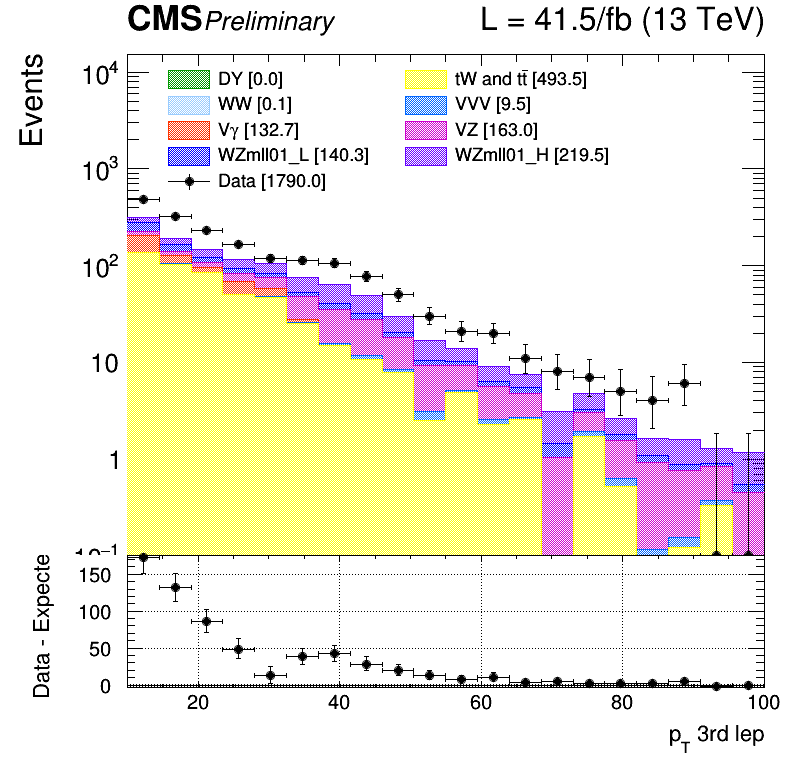 CMS Preliminary L = 41.5/fb (13 TeV)
Events
10⁴
10³
10²
10
1
10⁻¹
DY [0.0]
tW and tt̄ [493.5]
WW [0.1]
VVV [9.5]
Vγ [132.7]
VZ [163.0]
WZmll01_L [140.3]
WZmll01_H [219.5]
Data [1790.0]
Data - Expecte
150
100
50
0
20 40 60 80 100
p_T 3rd lep